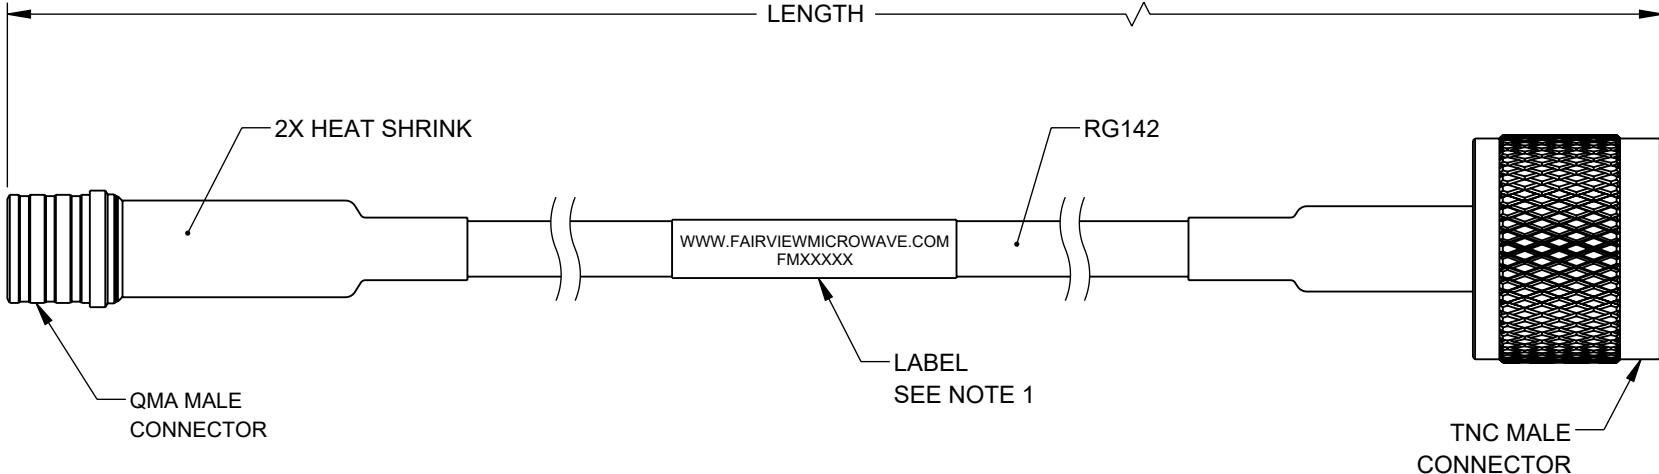 LENGTH
2X HEAT SHRINK
RG142
WWW.FAIRVIEWMICROWAVE.COM
FMXXXXX
LABEL
SEE NOTE 1
QMA MALE
CONNECTOR
TNC MALE
CONNECTOR